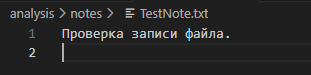 analysis > notes > TestNote.txt
1 Проверка записи файла.
2